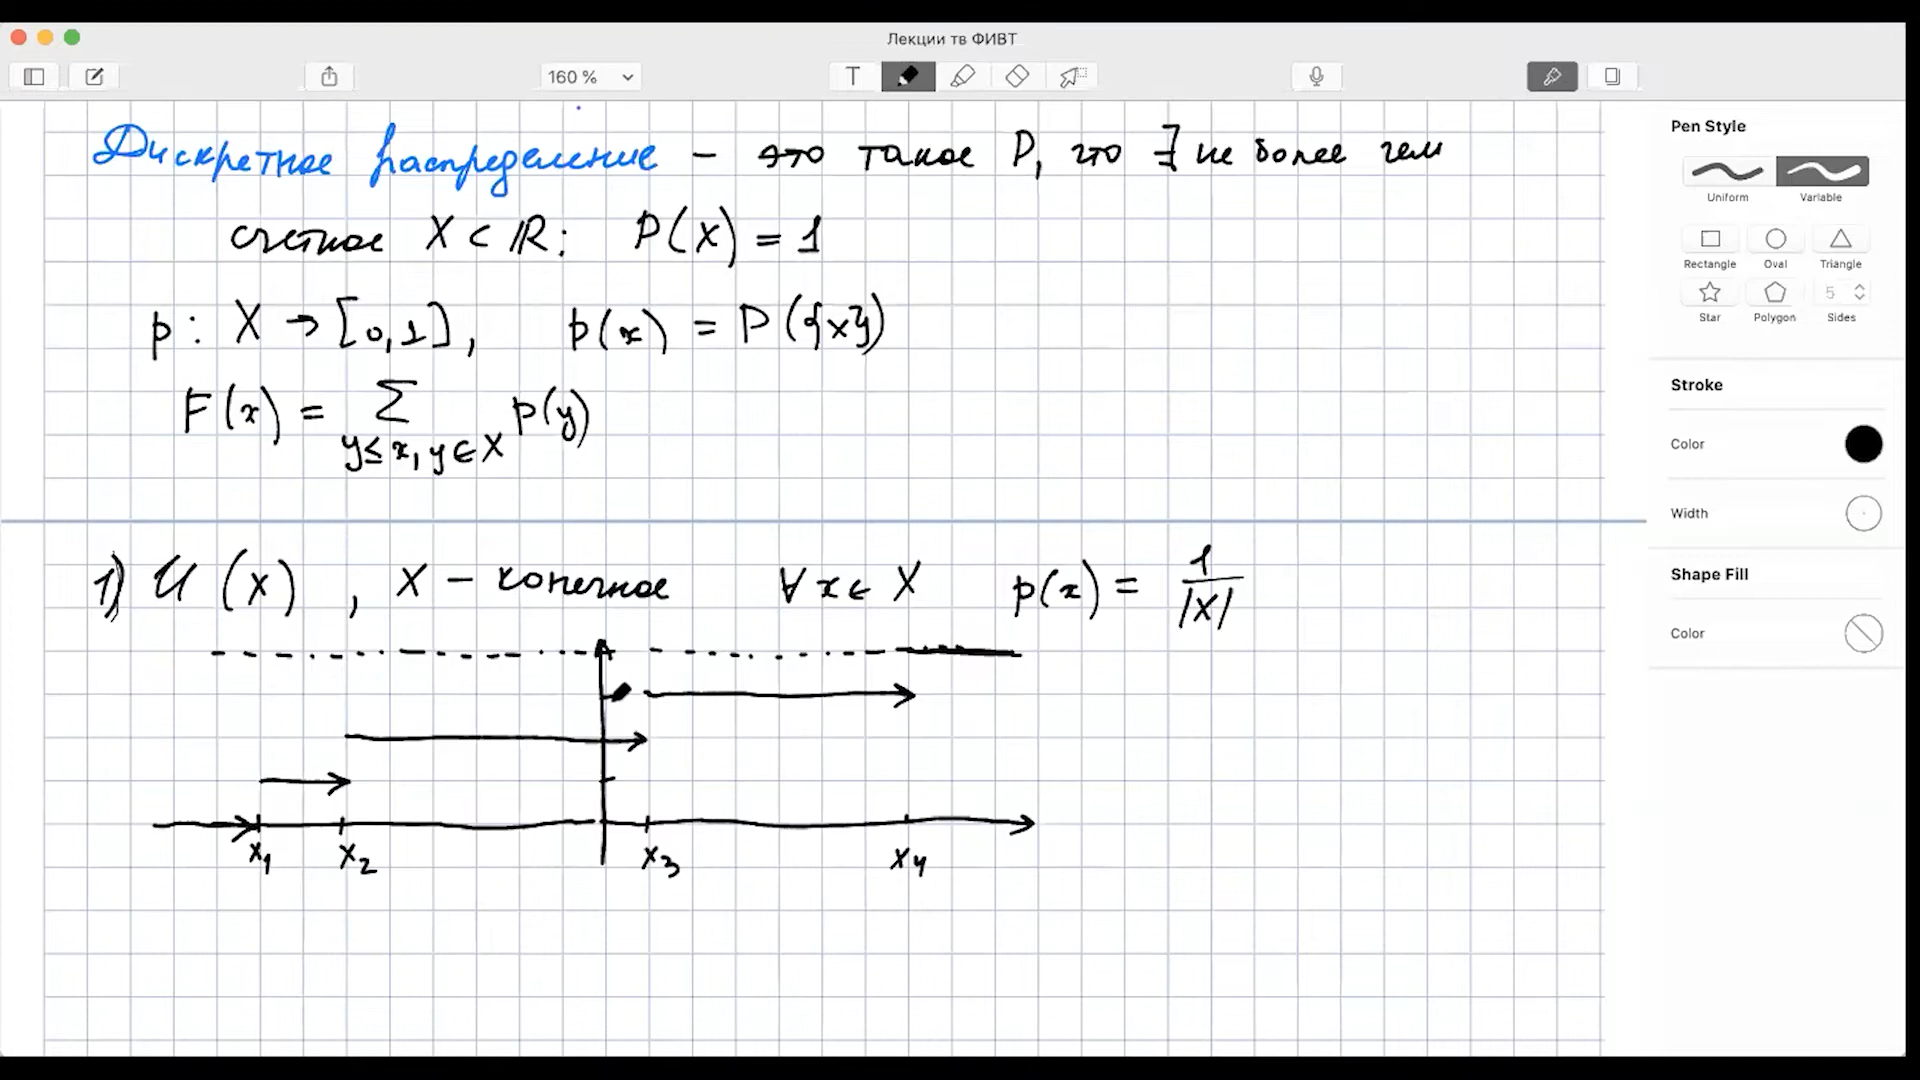 Лекции тв ФИВТ
160 %
T
Дискретное распределение – это такое P, что ∃ не более чем
счетное X ⊂ ℝ: P(X) = 1
p: X → [0,1], p(x) = P({x})
F(x) = ∑ p(y)
y≤x, y∈X
1) U(X), X – конечное ∀x∈X p(x) = 1/|X|
x₁ x₂ x₃ x₄
Pen Style
Uniform Variable
Rectangle Oval Triangle
5
Star Polygon Sides
Stroke
Color
Width
Shape Fill
Color